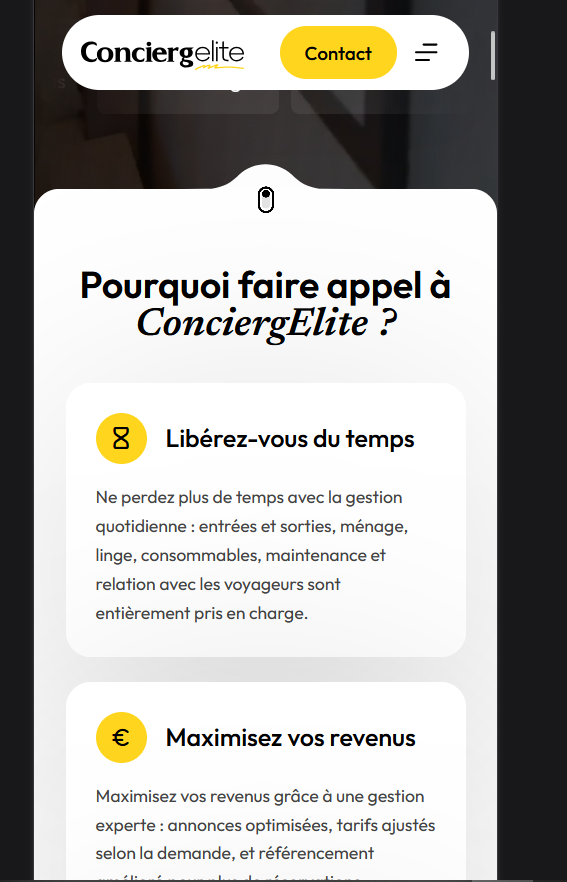 Conciergelite
Contact
Pourquoi faire appel à
ConciergElite ?
Libérez-vous du temps
Ne perdez plus de temps avec la gestion
quotidienne : entrées et sorties, ménage,
linge, consommables, maintenance et
relation avec les voyageurs sont
entièrement pris en charge.
€
Maximisez vos revenus
Maximisez vos revenus grâce à une gestion
experte : annonces optimisées, tarifs ajustés
selon la demande, et référencement